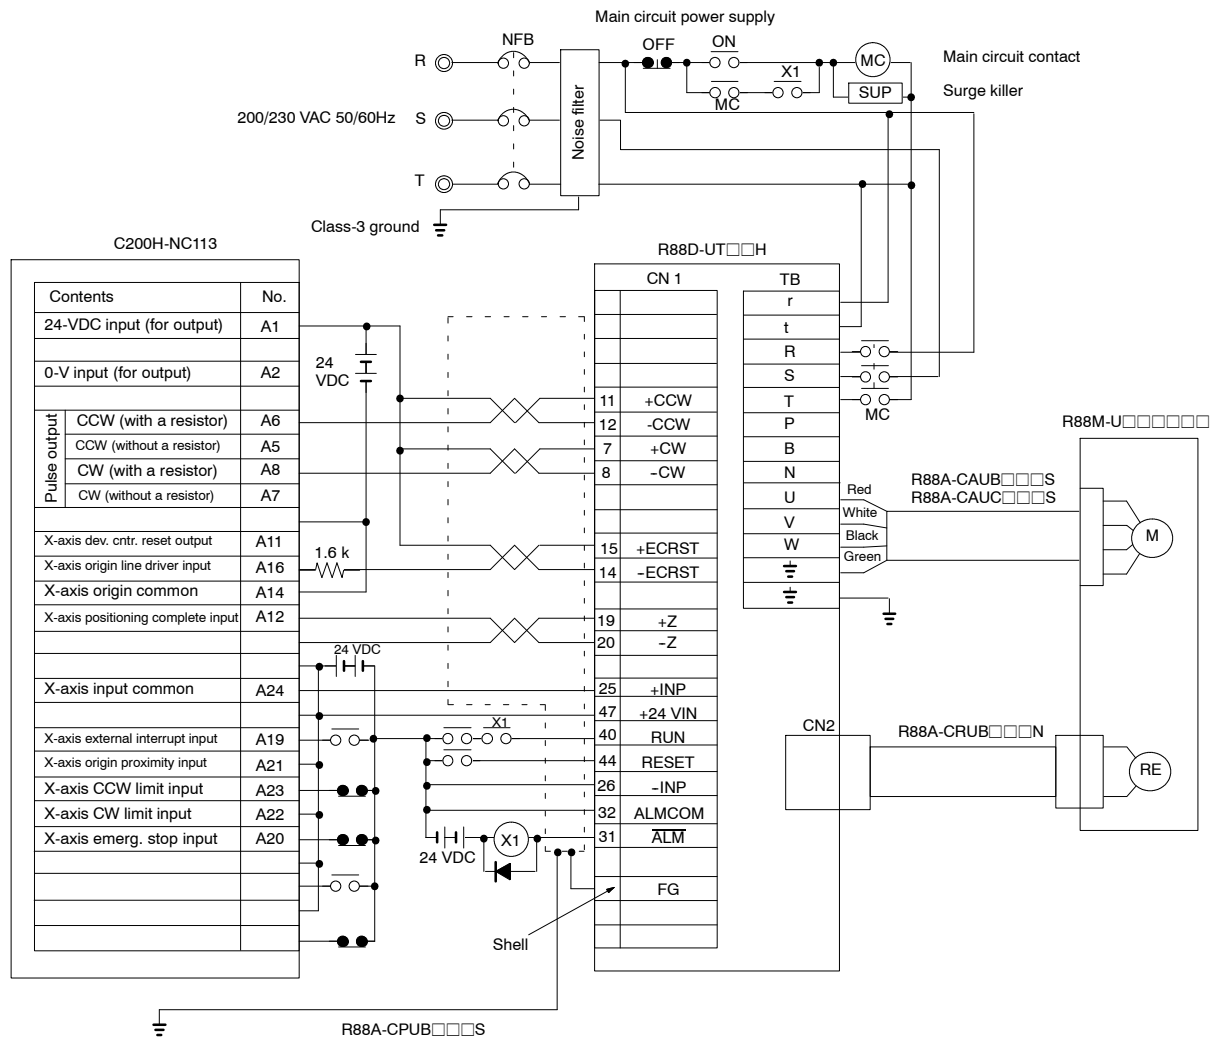 Main circuit power supply
R
NFB
OFF
ON
MC
Main circuit contact
X1
MC
SUP
Surge killer
Noise filter
200/230 VAC 50/60Hz
S
T
Class-3 ground
C200H-NC113
R88D-UT□□H
Contents No.
24-VDC input (for output) A1
0-V input (for output) A2
Pulse output
CCW (with a resistor) A6
CCW (without a resistor) A5
CW (with a resistor) A8
CW (without a resistor) A7
X-axis dev. cntr. reset output A11
X-axis origin line driver input A16
X-axis origin common A14
X-axis positioning complete input A12
X-axis input common A24
X-axis external interrupt input A19
X-axis origin proximity input A21
X-axis CCW limit input A23
X-axis CW limit input A22
X-axis emerg. stop input A20
24
VDC
1.6 k
24 VDC
X1
24 VDC
X1
CN 1
11 +CCW
12 -CCW
7 +CW
8 -CW
15 +ECRST
14 -ECRST
19 +Z
20 -Z
25 +INP
47 +24 VIN
40 RUN
44 RESET
26 -INP
32 ALMCOM
31 ALM
FG
Shell
TB
r
t
R
S
T
P
B
N
U
V
W
MC
Red
White
Black
Green
R88A-CAUB□□□S
R88A-CAUC□□□S
R88M-U□□□□□□
M
CN2
R88A-CRUB□□□N
RE
R88A-CPUB□□□S